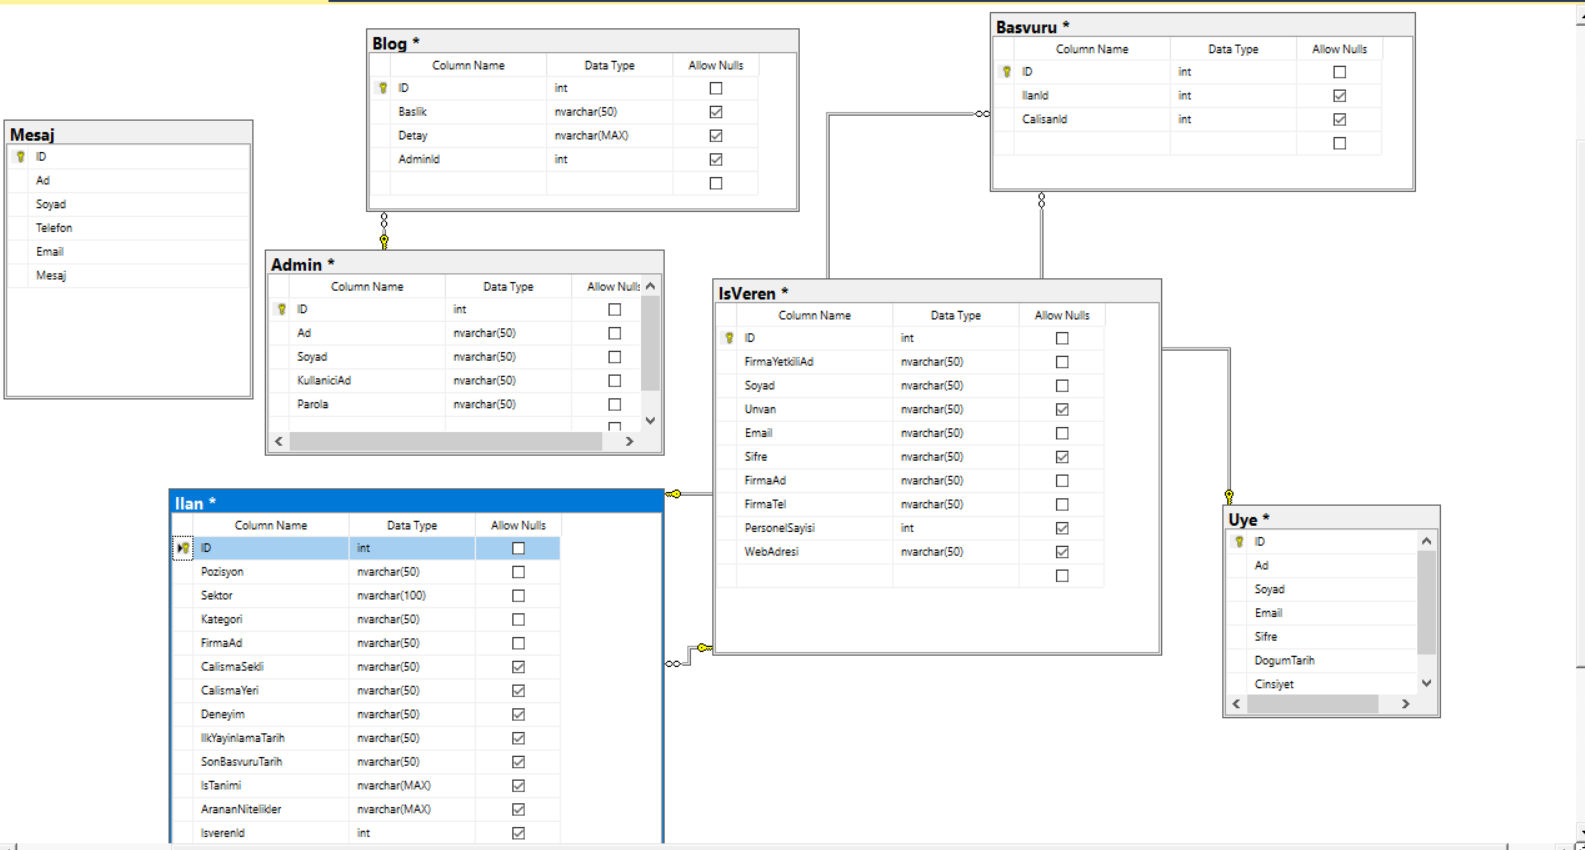 Blog *
Column Name Data Type Allow Nulls
ID int
Baslik nvarchar(50)
Detay nvarchar(MAX)
AdminId int
Basvuru *
Column Name Data Type Allow Nulls
ID int
IlanId int
CalisanId int
Mesaj
ID
Ad
Soyad
Telefon
Email
Mesaj
Admin *
Column Name Data Type Allow Nulls
ID int
Ad nvarchar(50)
Soyad nvarchar(50)
KullaniciAd nvarchar(50)
Parola nvarchar(50)
IsVeren *
Column Name Data Type Allow Nulls
ID int
FirmaYetkiliAd nvarchar(50)
Soyad nvarchar(50)
Unvan nvarchar(50)
Email nvarchar(50)
Sifre nvarchar(50)
FirmaAd nvarchar(50)
FirmaTel nvarchar(50)
PersonelSayisi int
WebAdresi nvarchar(50)
Ilan *
Column Name Data Type Allow Nulls
ID int
Pozisyon nvarchar(50)
Sektor nvarchar(100)
Kategori nvarchar(50)
FirmaAd nvarchar(50)
CalismaSekli nvarchar(50)
CalismaYeri nvarchar(50)
Deneyim nvarchar(50)
IlkYayinlamaTarih nvarchar(50)
SonBasvuruTarih nvarchar(50)
IsTanimi nvarchar(MAX)
ArananNitelikler nvarchar(MAX)
IsverenId int
Uye *
ID
Ad
Soyad
Email
Sifre
DogumTarih
Cinsiyet